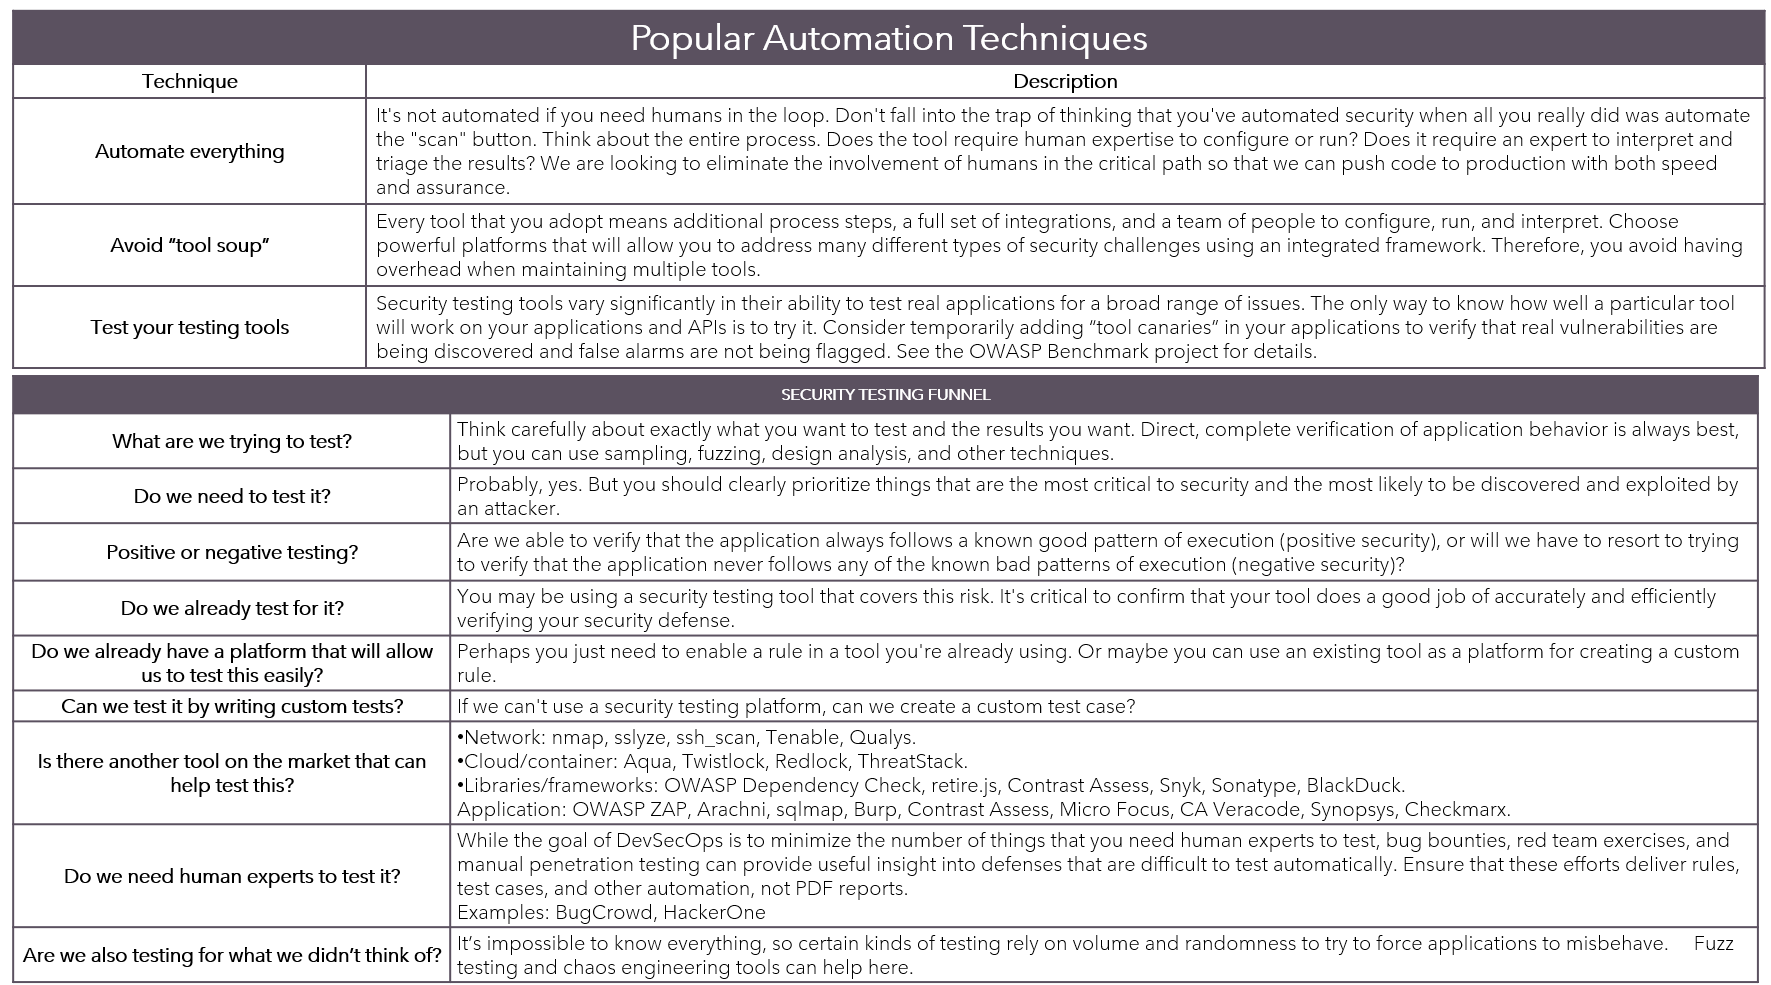 Popular Automation Techniques
Technique
Description
Automate everything
It's not automated if you need humans in the loop. Don't fall into the trap of thinking that you've automated security when all you really did was automate
the "scan" button. Think about the entire process. Does the tool require human expertise to configure or run? Does it require an expert to interpret and
triage the results? We are looking to eliminate the involvement of humans in the critical path so that we can push code to production with both speed
and assurance.
Avoid “tool soup”
Every tool that you adopt means additional process steps, a full set of integrations, and a team of people to configure, run, and interpret. Choose
powerful platforms that will allow you to address many different types of security challenges using an integrated framework. Therefore, you avoid having
overhead when maintaining multiple tools.
Test your testing tools
Security testing tools vary significantly in their ability to test real applications for a broad range of issues. The only way to know how well a particular tool
will work on your applications and APIs is to try it. Consider temporarily adding “tool canaries” in your applications to verify that real vulnerabilities are
being discovered and false alarms are not being flagged. See the OWASP Benchmark project for details.
SECURITY TESTING FUNNEL
What are we trying to test?
Think carefully about exactly what you want to test and the results you want. Direct, complete verification of application behavior is always best,
but you can use sampling, fuzzing, design analysis, and other techniques.
Do we need to test it?
Probably, yes. But you should clearly prioritize things that are the most critical to security and the most likely to be discovered and exploited by
an attacker.
Positive or negative testing?
Are we able to verify that the application always follows a known good pattern of execution (positive security), or will we have to resort to trying
to verify that the application never follows any of the known bad patterns of execution (negative security)?
Do we already test for it?
You may be using a security testing tool that covers this risk. It's critical to confirm that your tool does a good job of accurately and efficiently
verifying your security defense.
Do we already have a platform that will allow
us to test this easily?
Perhaps you just need to enable a rule in a tool you're already using. Or maybe you can use an existing tool as a platform for creating a custom
rule.
Can we test it by writing custom tests?
If we can't use a security testing platform, can we create a custom test case?
Is there another tool on the market that can
help test this?
•Network: nmap, sslyze, ssh_scan, Tenable, Qualys.
•Cloud/container: Aqua, Twistlock, Redlock, ThreatStack.
•Libraries/frameworks: OWASP Dependency Check, retire.js, Contrast Assess, Snyk, Sonatype, BlackDuck.
Application: OWASP ZAP, Arachni, sqlmap, Burp, Contrast Assess, Micro Focus, CA Veracode, Synopsys, Checkmarx.
Do we need human experts to test it?
While the goal of DevSecOps is to minimize the number of things that you need human experts to test, bug bounties, red team exercises, and
manual penetration testing can provide useful insight into defenses that are difficult to test automatically. Ensure that these efforts deliver rules,
test cases, and other automation, not PDF reports.
Examples: BugCrowd, HackerOne
Are we also testing for what we didn’t think of?
It’s impossible to know everything, so certain kinds of testing rely on volume and randomness to try to force applications to misbehave. Fuzz
testing and chaos engineering tools can help here.